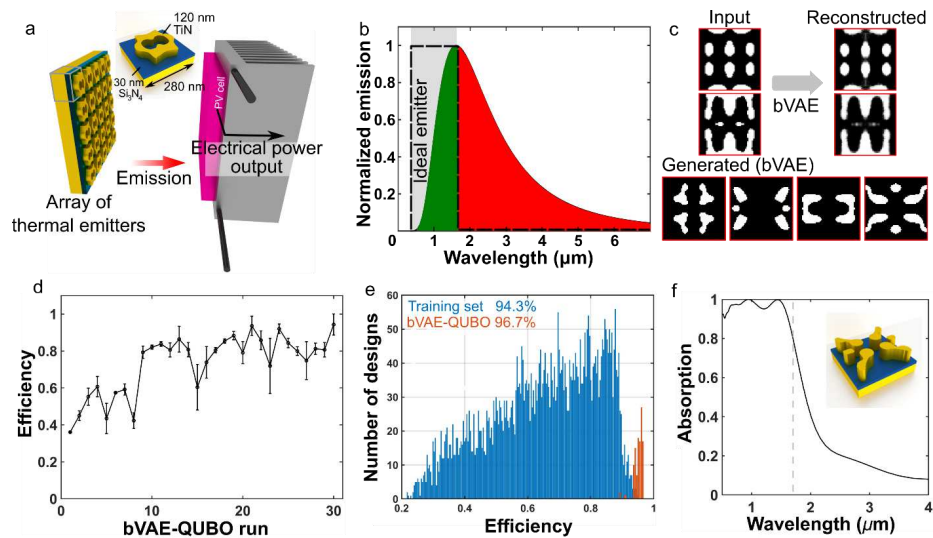 a
120 nm
TiN
30 nm
Si3N4
280 nm
PV cell
Electrical power
output
Emission
Array of
thermal emitters
b
Normalized emission
1
0.8
0.6
0.4
0.2
0
Ideal emitter
0 1 2 3 4 5 6
Wavelength (μm)
c
Input
Reconstructed
bVAE
Generated (bVAE)
d
Efficiency
1
0.8
0.6
0.4
0.2
0
0 10 20 30
bVAE-QUBO run
e
Number of designs
60
50
40
30
20
10
0
Training set 94.3%
bVAE-QUBO 96.7%
0.2 0.4 0.6 0.8 1
Efficiency
f
Absorption
1
0.8
0.6
0.4
0.2
0
1 2 3 4
Wavelength (μm)